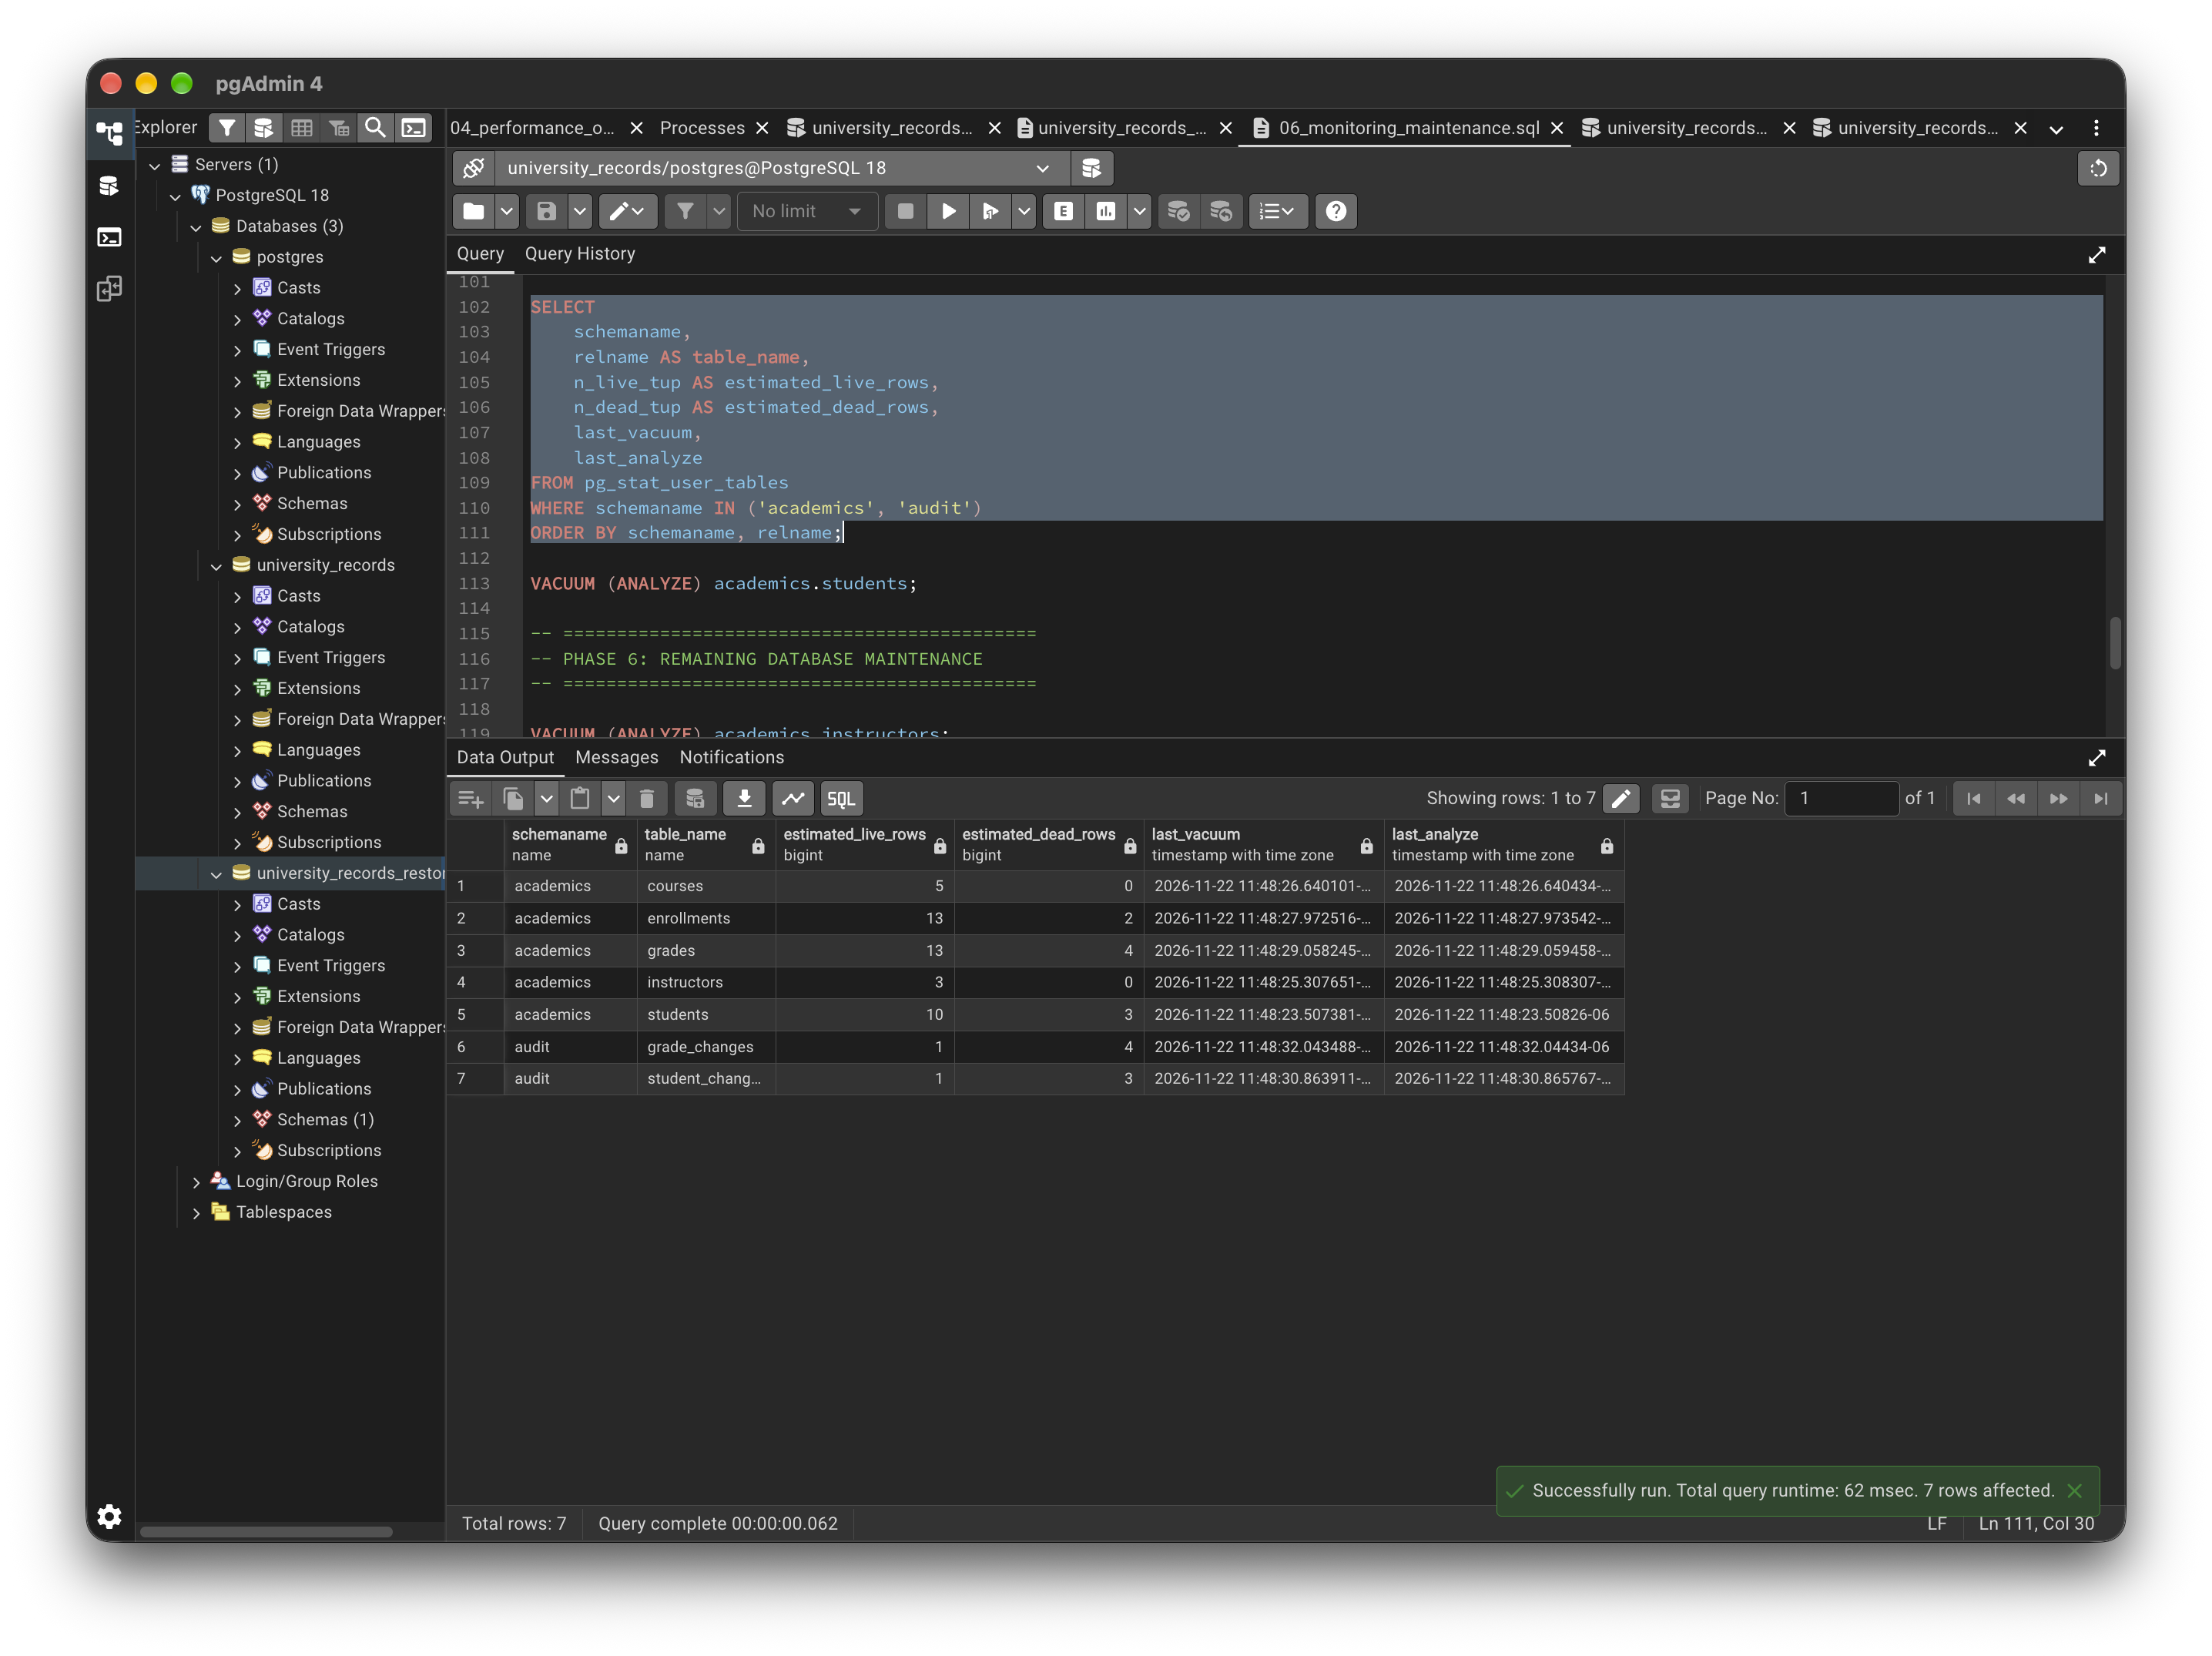 pgAdmin 4
Explorer
04_performance_o...
Processes
university_records...
university_records_...
06_monitoring_maintenance.sql
university_records...
university_records...
Servers (1)
PostgreSQL 18
Databases (3)
postgres
Casts
Catalogs
Event Triggers
Extensions
Foreign Data Wrappers
Languages
Publications
Schemas
Subscriptions
university_records
Casts
Catalogs
Event Triggers
Extensions
Foreign Data Wrappers
Languages
Publications
Schemas
Subscriptions
university_records_restor
Casts
Catalogs
Event Triggers
Extensions
Foreign Data Wrappers
Languages
Publications
Schemas (1)
Subscriptions
Login/Group Roles
Tablespaces
university_records/postgres@PostgreSQL 18
No limit
E
Query Query History
101
102 SELECT
103 schemaname,
104 relname AS table_name,
105 n_live_tup AS estimated_live_rows,
106 n_dead_tup AS estimated_dead_rows,
107 last_vacuum,
108 last_analyze
109 FROM pg_stat_user_tables
110 WHERE schemaname IN ('academics', 'audit')
111 ORDER BY schemaname, relname;
112
113 VACUUM (ANALYZE) academics.students;
114
115 -- ============================================
116 -- PHASE 6: REMAINING DATABASE MAINTENANCE
117 -- ============================================
118
119 VACUUM (ANALYZE) academics.instructors;
Data Output Messages Notifications
SQL
Showing rows: 1 to 7
Page No: 1 of 1
schemaname table_name estimated_live_rows estimated_dead_rows last_vacuum last_analyze
name name bigint bigint timestamp with time zone timestamp with time zone
1 academics courses 5 0 2026-11-22 11:48:26.640101-... 2026-11-22 11:48:26.640434-...
2 academics enrollments 13 2 2026-11-22 11:48:27.972516-... 2026-11-22 11:48:27.973542-...
3 academics grades 13 4 2026-11-22 11:48:29.058245-... 2026-11-22 11:48:29.059458-...
4 academics instructors 3 0 2026-11-22 11:48:25.307651-... 2026-11-22 11:48:25.308307-...
5 academics students 10 3 2026-11-22 11:48:23.507381-... 2026-11-22 11:48:23.50826-06
6 audit grade_changes 1 4 2026-11-22 11:48:32.043488-... 2026-11-22 11:48:32.04434-06
7 audit student_chang... 1 3 2026-11-22 11:48:30.863911-... 2026-11-22 11:48:30.865767-...
Successfully run. Total query runtime: 62 msec. 7 rows affected.
Total rows: 7 Query complete 00:00:00.062 LF Ln 111, Col 30